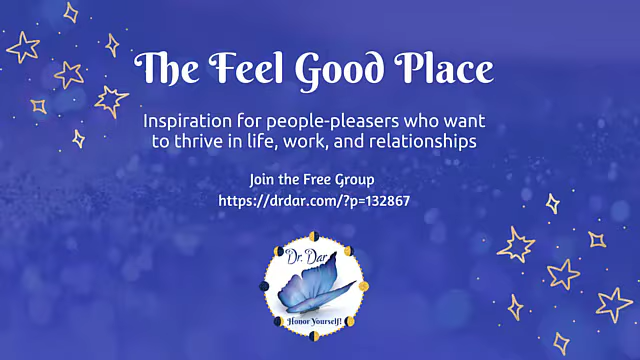 The Feel Good Place
Inspiration for people-pleasers who want
to thrive in life, work, and relationships
Join the Free Group
https://drdar.com/?p=132867
Dr. Dar
Honor Yourself!